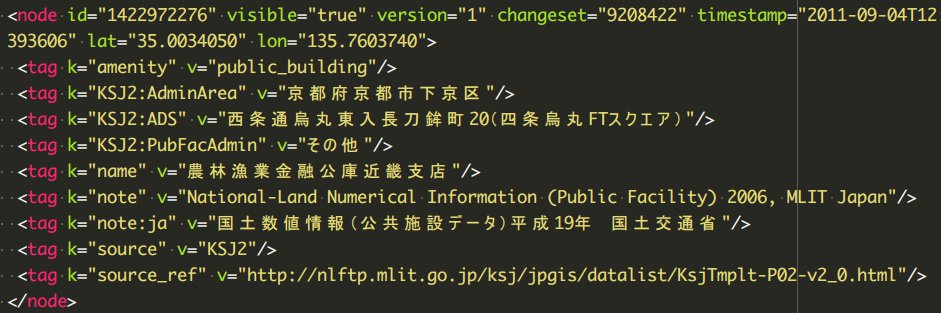 <node id="1422972276" visible="true" version="1" changeset="9208422" timestamp="2011-09-04T12
393606" lat="35.0034050" lon="135.7603740">
<tag k="amenity" v="public_building"/>
<tag k="KSJ2:AdminArea" v="京都府京都市下京区"/>
<tag k="KSJ2:ADS" v="西条通烏丸東入長刀鉾町20(四条烏丸FTスクエア)"/>
<tag k="KSJ2:PubFacAdmin" v="その他"/>
<tag k="name" v="農林漁業金融公庫近畿支店"/>
<tag k="note" v="National-Land Numerical Information (Public Facility) 2006, MLIT Japan"/>
<tag k="note:ja" v="国土数値情報(公共施設データ)平成19年　国土交通省"/>
<tag k="source" v="KSJ2"/>
<tag k="source_ref" v="http://nlftp.mlit.go.jp/ksj/jpgis/datalist/KsjTmplt-P02-v2_0.html"/>
</node>